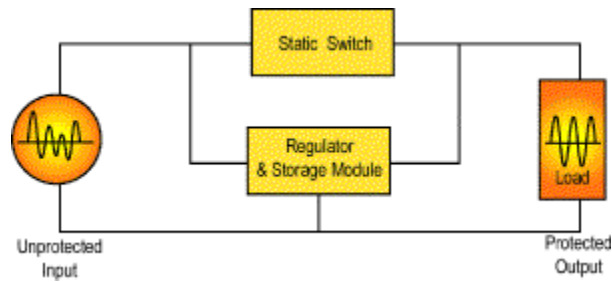 Static Switch
Regulator
& Storage Module
Load
Unprotected
Input
Protected
Output